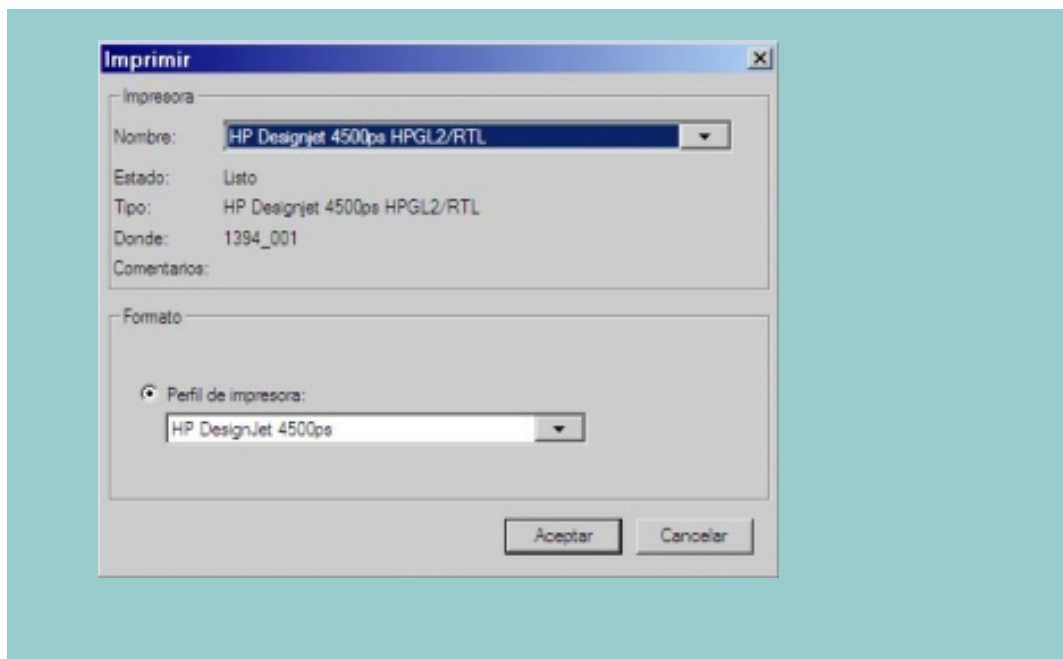 Imprimir
Impresora
Nombre: HP Designjet 4500ps HPGL2/RTL
Estado: Listo
Tipo: HP Designjet 4500ps HPGL2/RTL
Donde: 1394_001
Comentarios:
Formato
Perfil de impresora:
HP DesignJet 4500ps
Aceptar Cancelar